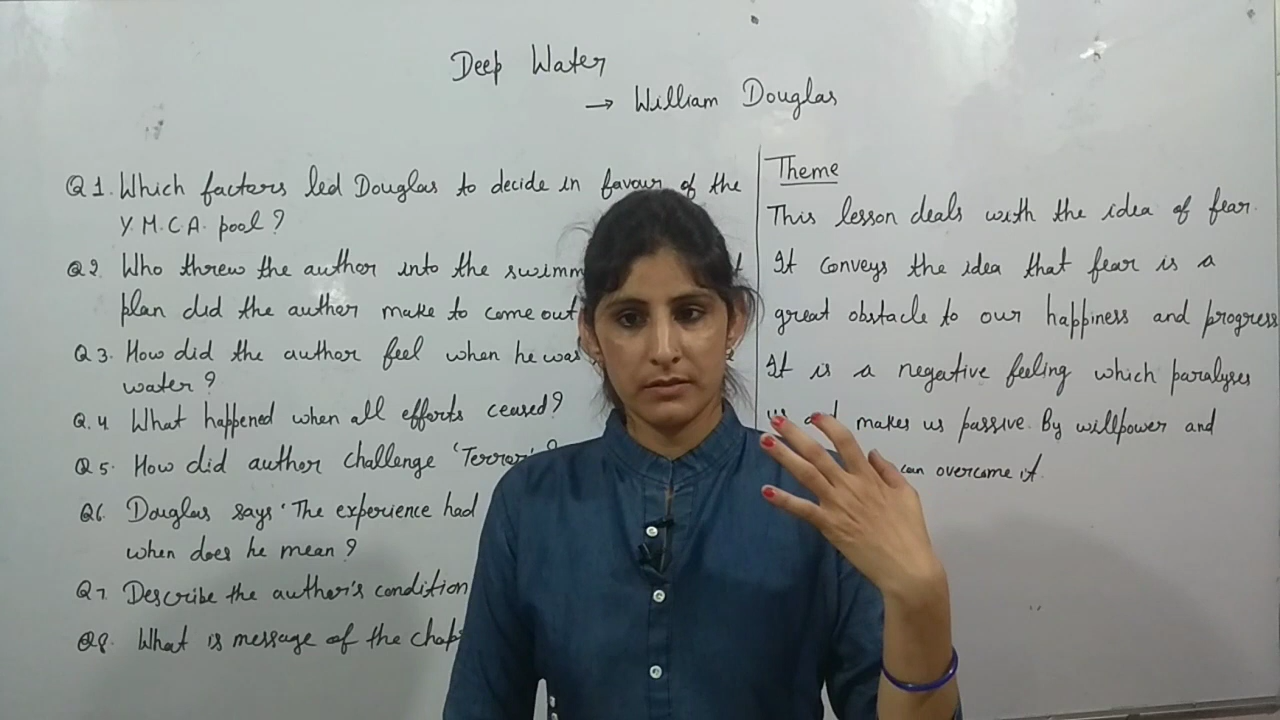 Deep Water
→ William Douglas
Q1. Which factors led Douglas to decide in favour of the
Y.M.C.A. pool?
Q2. Who threw the author into the
plan did the author make to come out
Q3. How did the author feel when he was
water?
Q.4 What happened when all efforts ceased?
Q5. How did author challenge 'Terror'?
Q6. Douglas says 'The experience had
when does he mean?
Q7. Describe the author's condition
Q8. What is message of the
Theme
This lesson deals with the idea of fear.
It conveys the idea that fear is a
great obstacle to our happiness and progress
It is a negative feeling which paralyses
makes us passive. By willpower and
can overcome it.